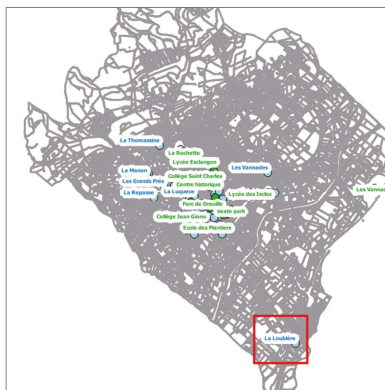 La Thomassine
La Rochette
Lycée Esclangon
La Manon
Collège Saint Charles
Les Vannades
Les Grands Prés
Centre historique
Les Vannades
La Repasse
La Luquece
Lycée des Iscles
Parc de Drouille
Skate park
Collège Jean Giono
Ecole des Plantiers
La Loubière